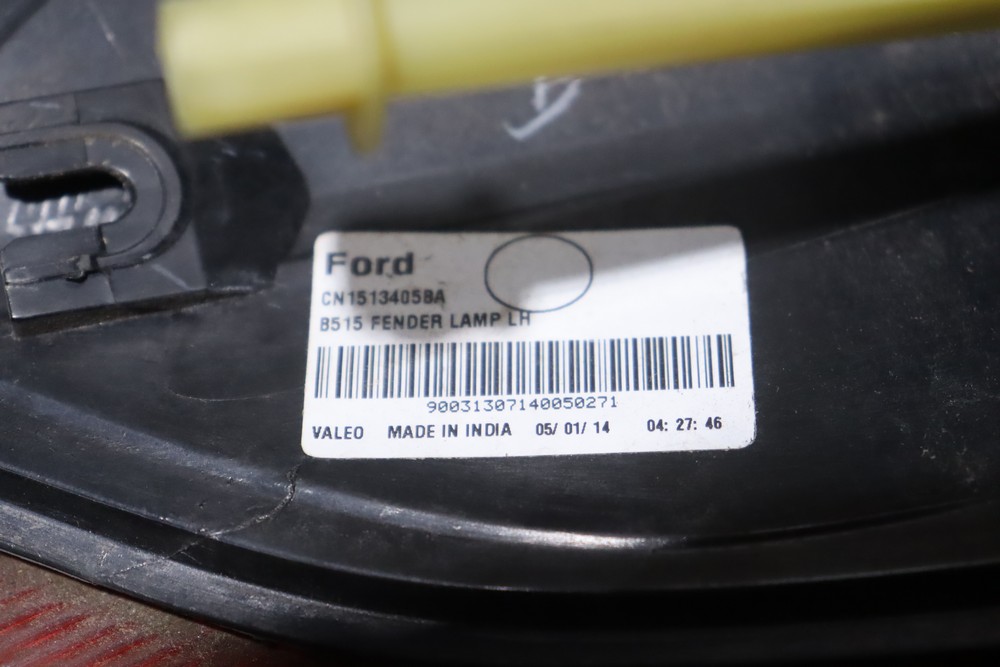 Ford
CN1513405BA
B515 FENDER LAMP LH
90031307140050271
VALEO MADE IN INDIA 05/ 01/ 14 04: 27: 46